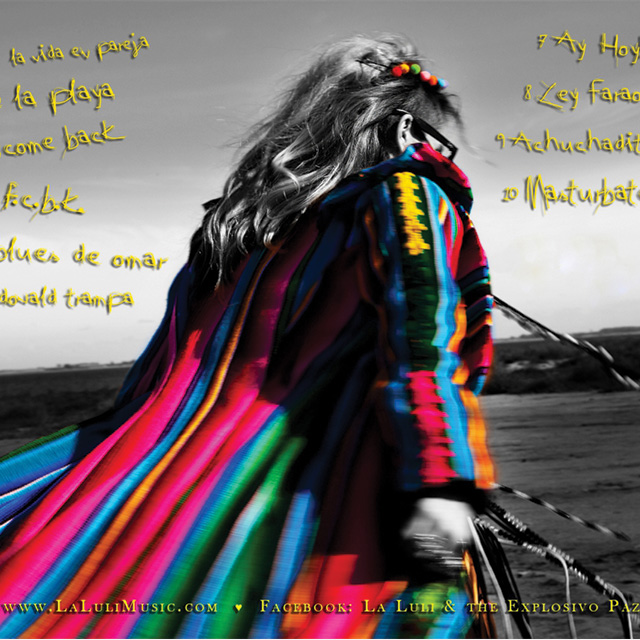 la vida en pareja
la playa
come back
f.c.b.k.
blues de omar
donald trampa
7 Ay Hoy
8 Ley Farao
9 Achuchadit
10 Masturbat
www.LaLuliMusic.com ♥ Facebook: La Luli & the Explosivo Paz